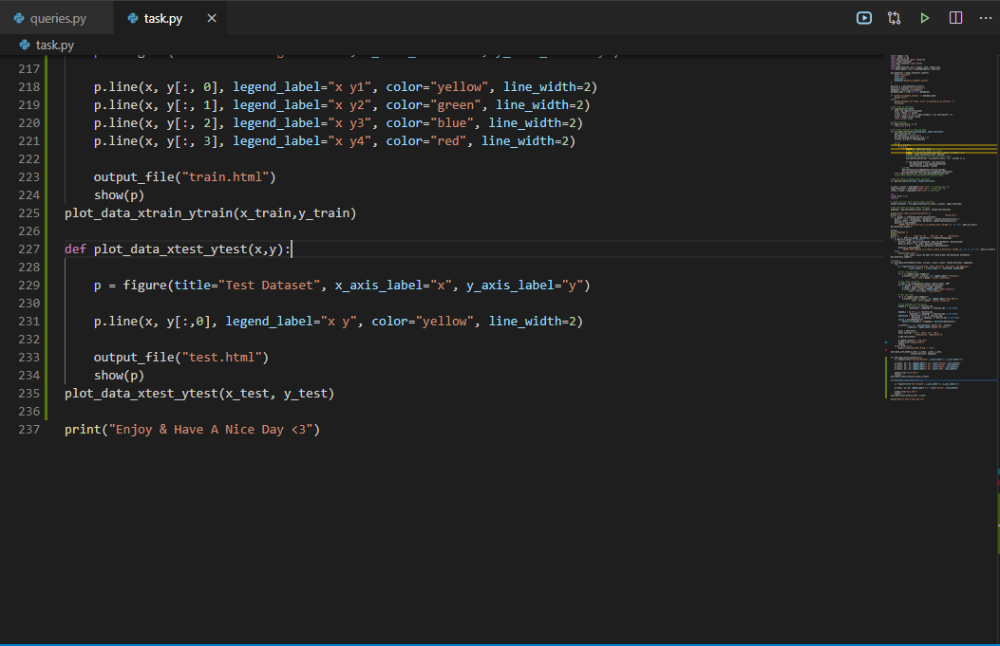 queries.py task.py
task.py
217
218 p.line(x, y[:, 0], legend_label="x y1", color="yellow", line_width=2)
219 p.line(x, y[:, 1], legend_label="x y2", color="green", line_width=2)
220 p.line(x, y[:, 2], legend_label="x y3", color="blue", line_width=2)
221 p.line(x, y[:, 3], legend_label="x y4", color="red", line_width=2)
222
223 output_file("train.html")
224 show(p)
225 plot_data_xtrain_ytrain(x_train,y_train)
226
227 def plot_data_xtest_ytest(x,y):
228
229 p = figure(title="Test Dataset", x_axis_label="x", y_axis_label="y")
230
231 p.line(x, y[:,0], legend_label="x y", color="yellow", line_width=2)
232
233 output_file("test.html")
234 show(p)
235 plot_data_xtest_ytest(x_test, y_test)
236
237 print("Enjoy & Have A Nice Day <3")